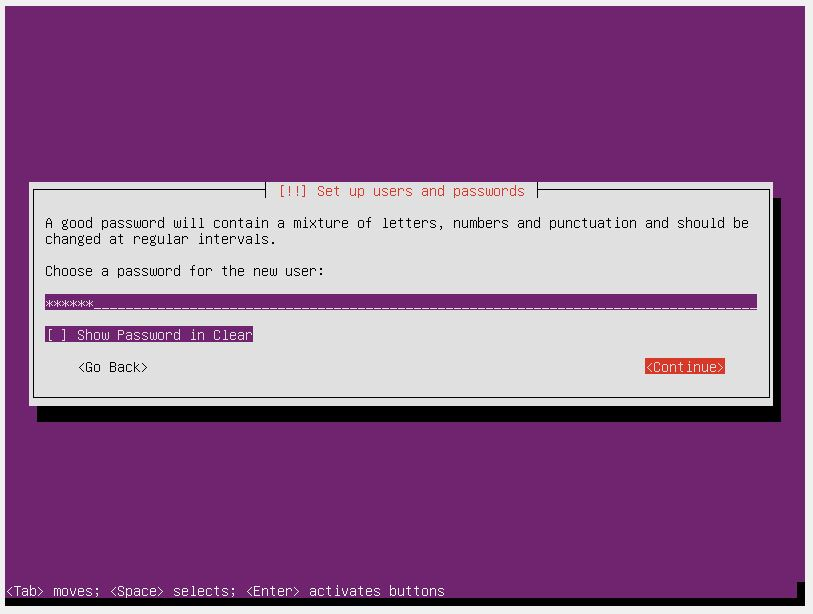 [!!] Set up users and passwords
A good password will contain a mixture of letters, numbers and punctuation and should be
changed at regular intervals.
Choose a password for the new user:
******
[ ] Show Password in Clear
<Go Back> <Continue>
<Tab> moves; <Space> selects; <Enter> activates buttons